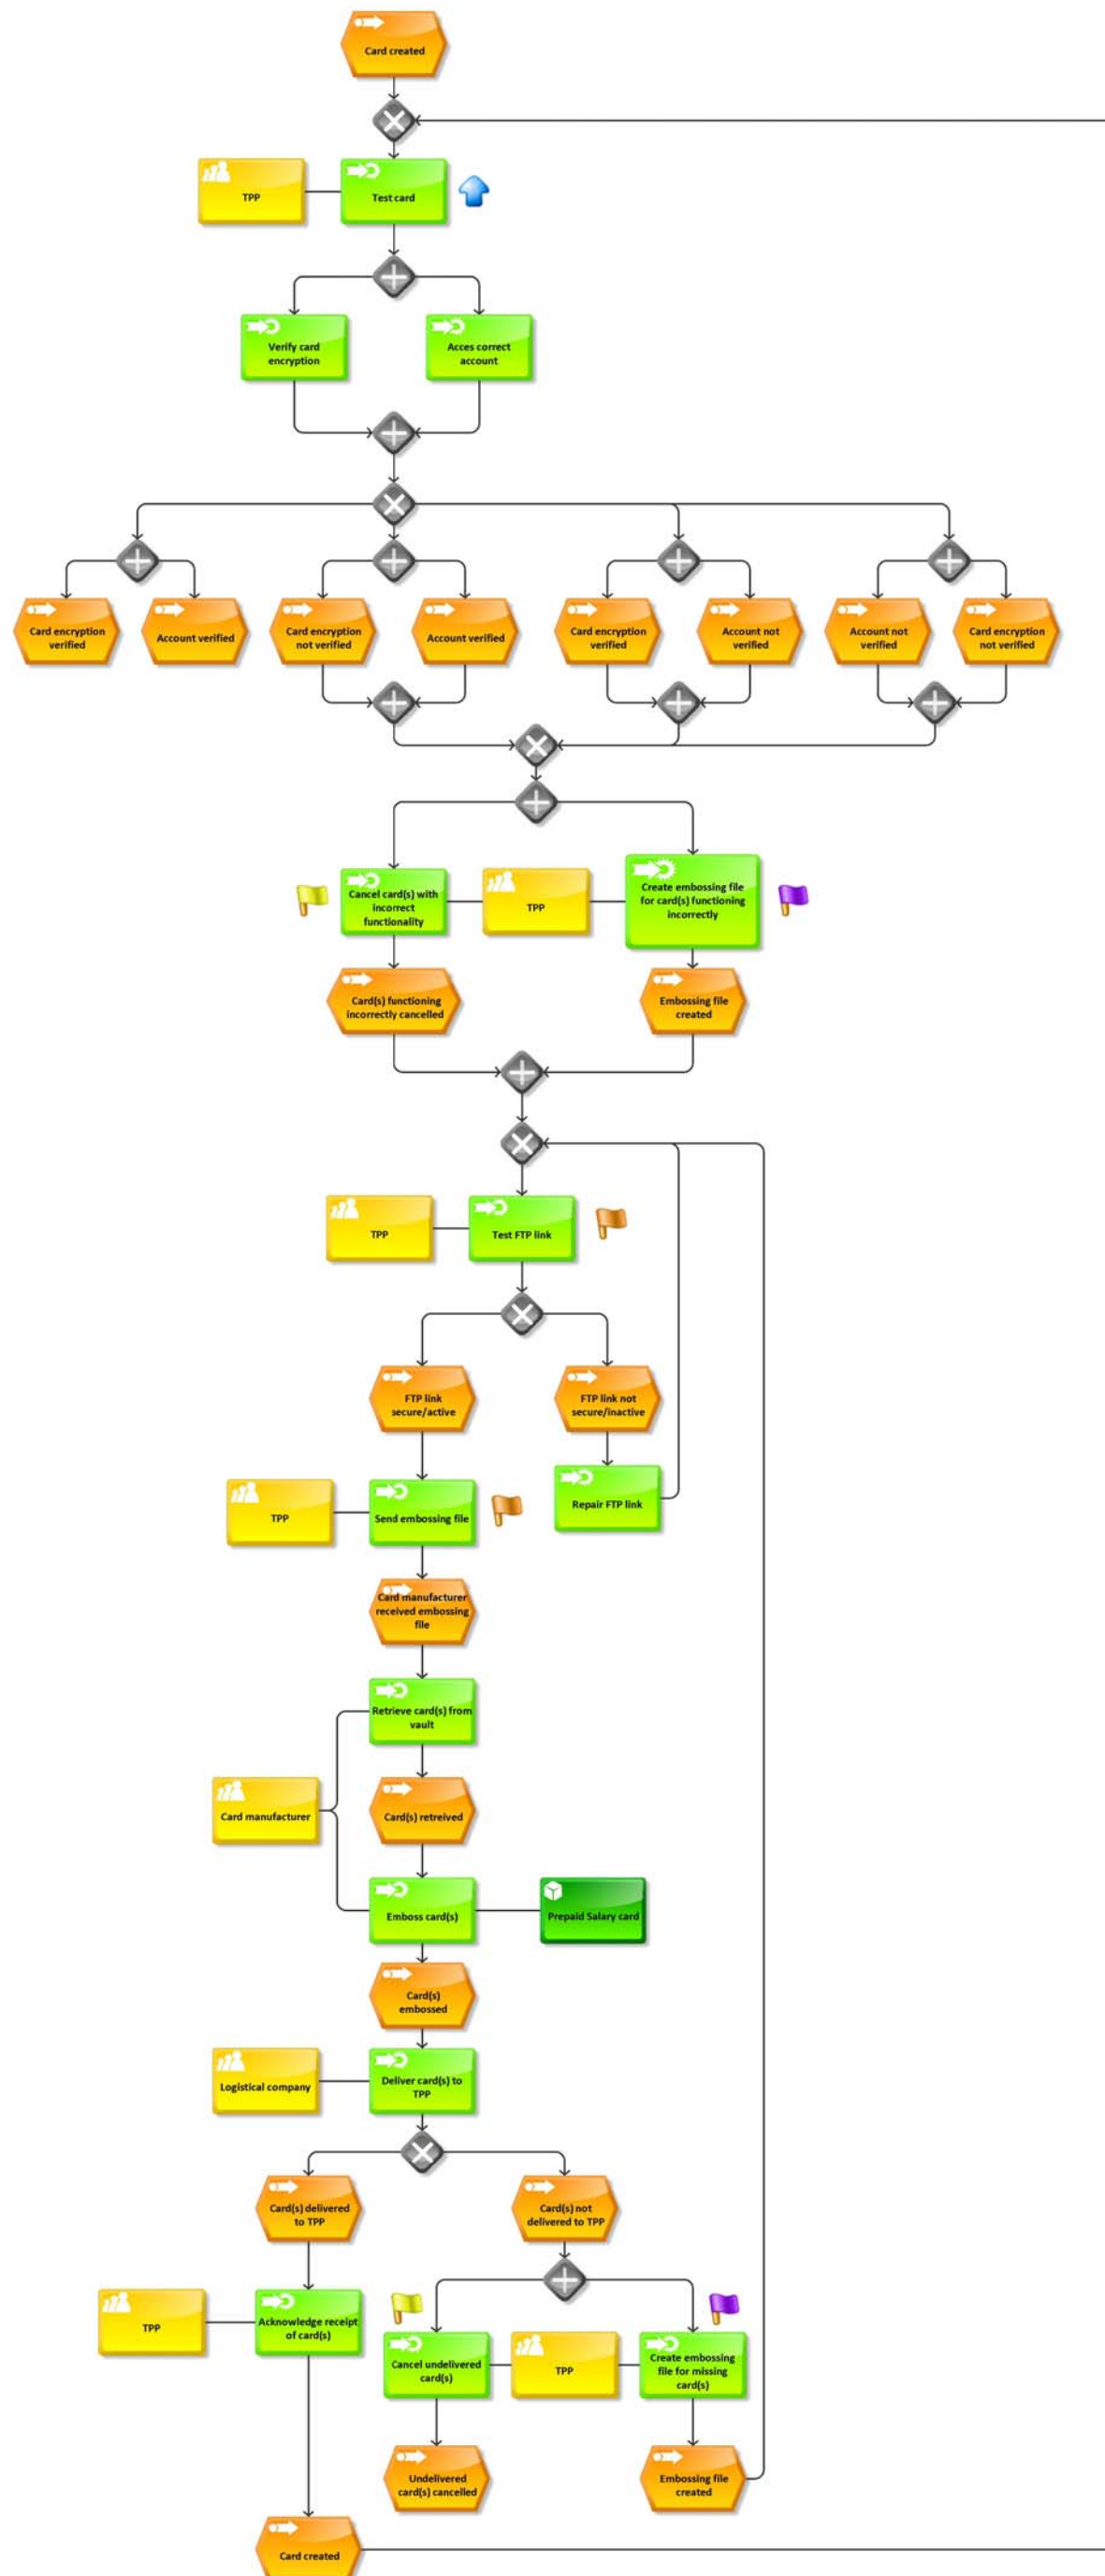 Card created
TPP
Test card
Verify card
encryption
Acces correct
account
Card encryption
verified
Account verified
Card encryption
not verified
Account verified
Card encryption
verified
Account not
verified
Account not
verified
Card encryption
not verified
Cancel card(s) with
incorrect
functionality
TPP
Create embossing file
for card(s) functioning
incorrectly
Card(s) functioning
incorrectly cancelled
Embossing file
created
TPP
Test FTP link
FTP link
secure/active
FTP link not
secure/inactive
TPP
Send embossing file
Repair FTP link
Card manufacturer
received embossing
file
Retrieve card(s) from
vault
Card manufacturer
Card(s) retreived
Emboss card(s)
Prepaid Salary card
Card(s)
embossed
Logistical company
Deliver card(s) to
TPP
Card(s) delivered
to TPP
Card(s) not
delivered to TPP
TPP
Acknowledge receipt
of card(s)
Cancel undelivered
card(s)
TPP
Create embossing
file for missing
card(s)
Undelivered
card(s) cancelled
Embossing file
created
Card created